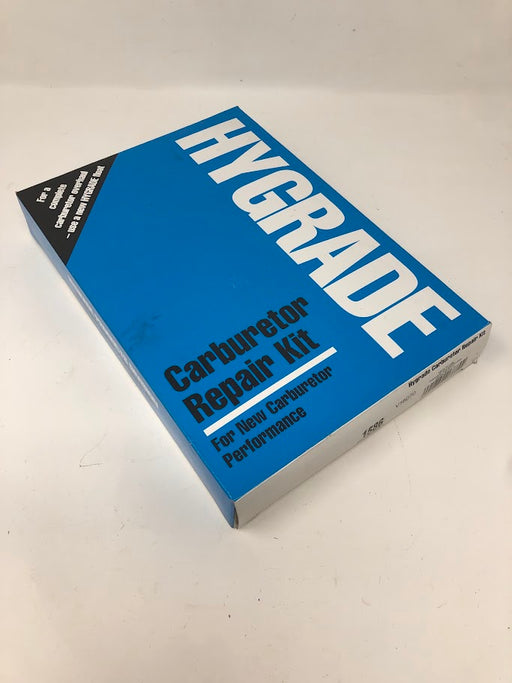 HYGRADE
For a
complete
carburetor overhaul
– use a new HYGRADE float
Carburetor
Repair Kit
For New Carburetor
Performance
Hygrade Carburetor Repair Kit
1686